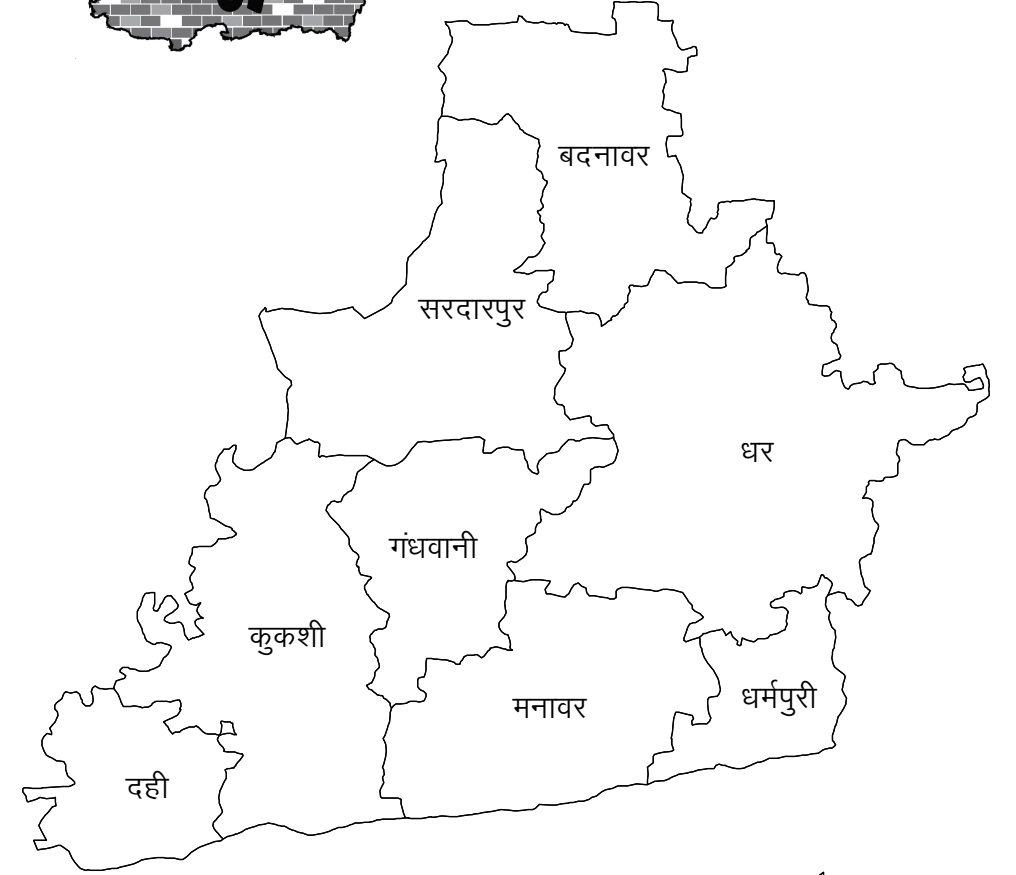 बदनावर
सरदारपुर
धर
गंधवानी
कुकशी
मनावर
धर्मपुरी
दही